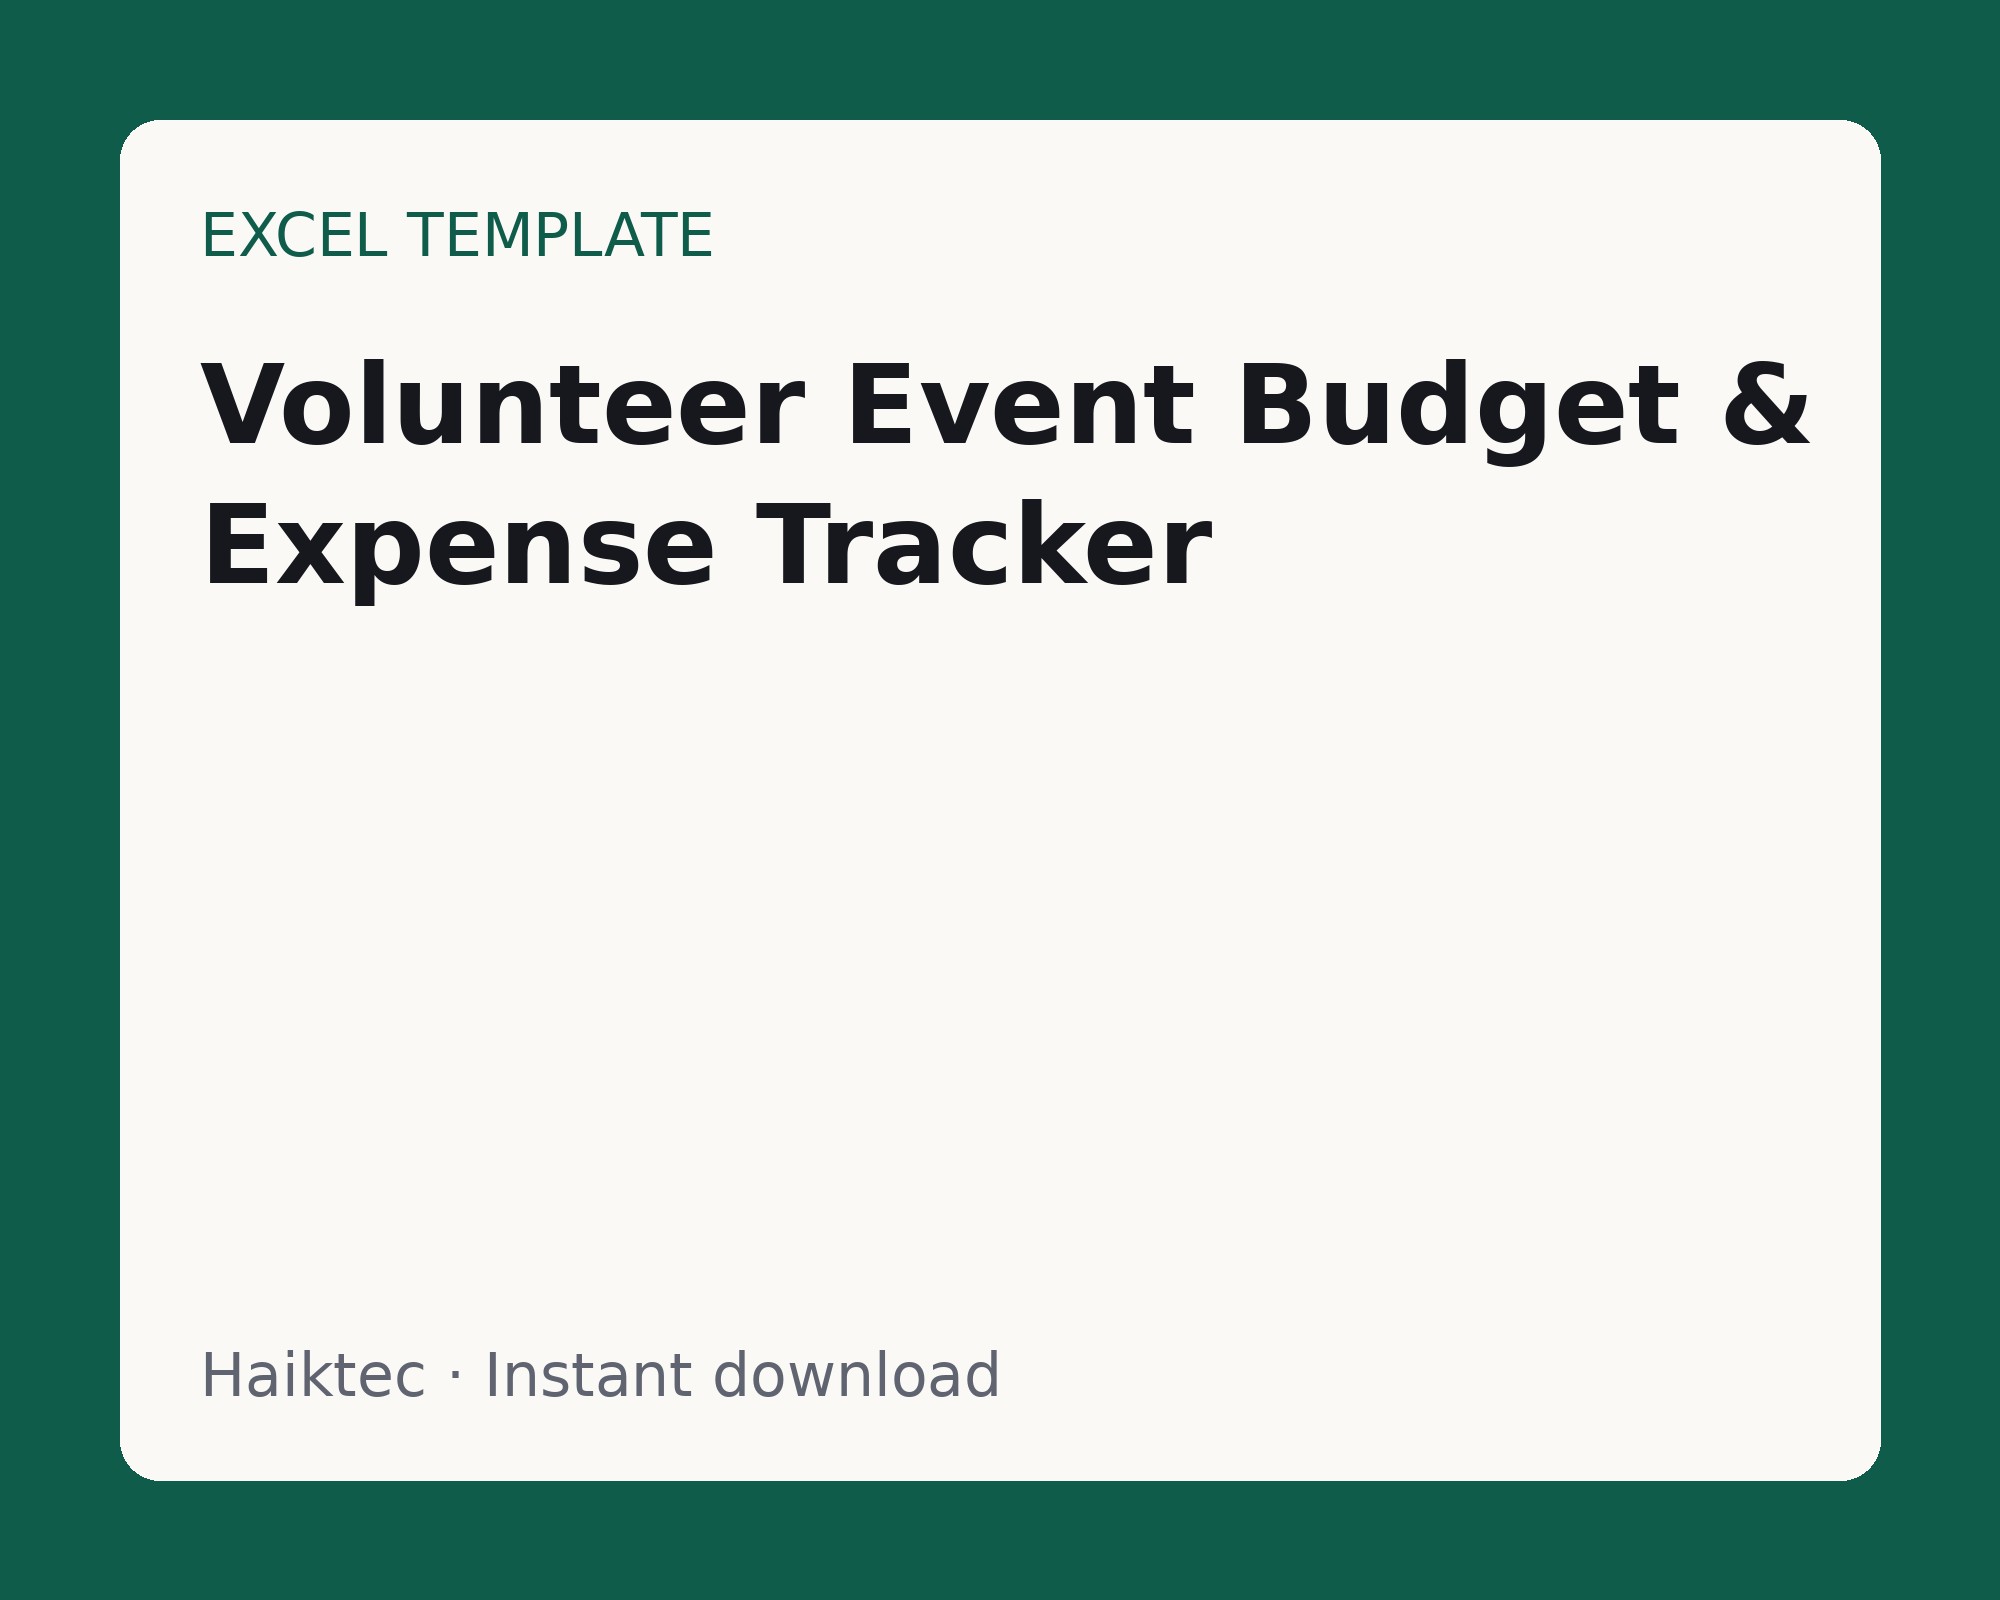 EXCEL TEMPLATE
Volunteer Event Budget &
Expense Tracker
Haiktec · Instant download